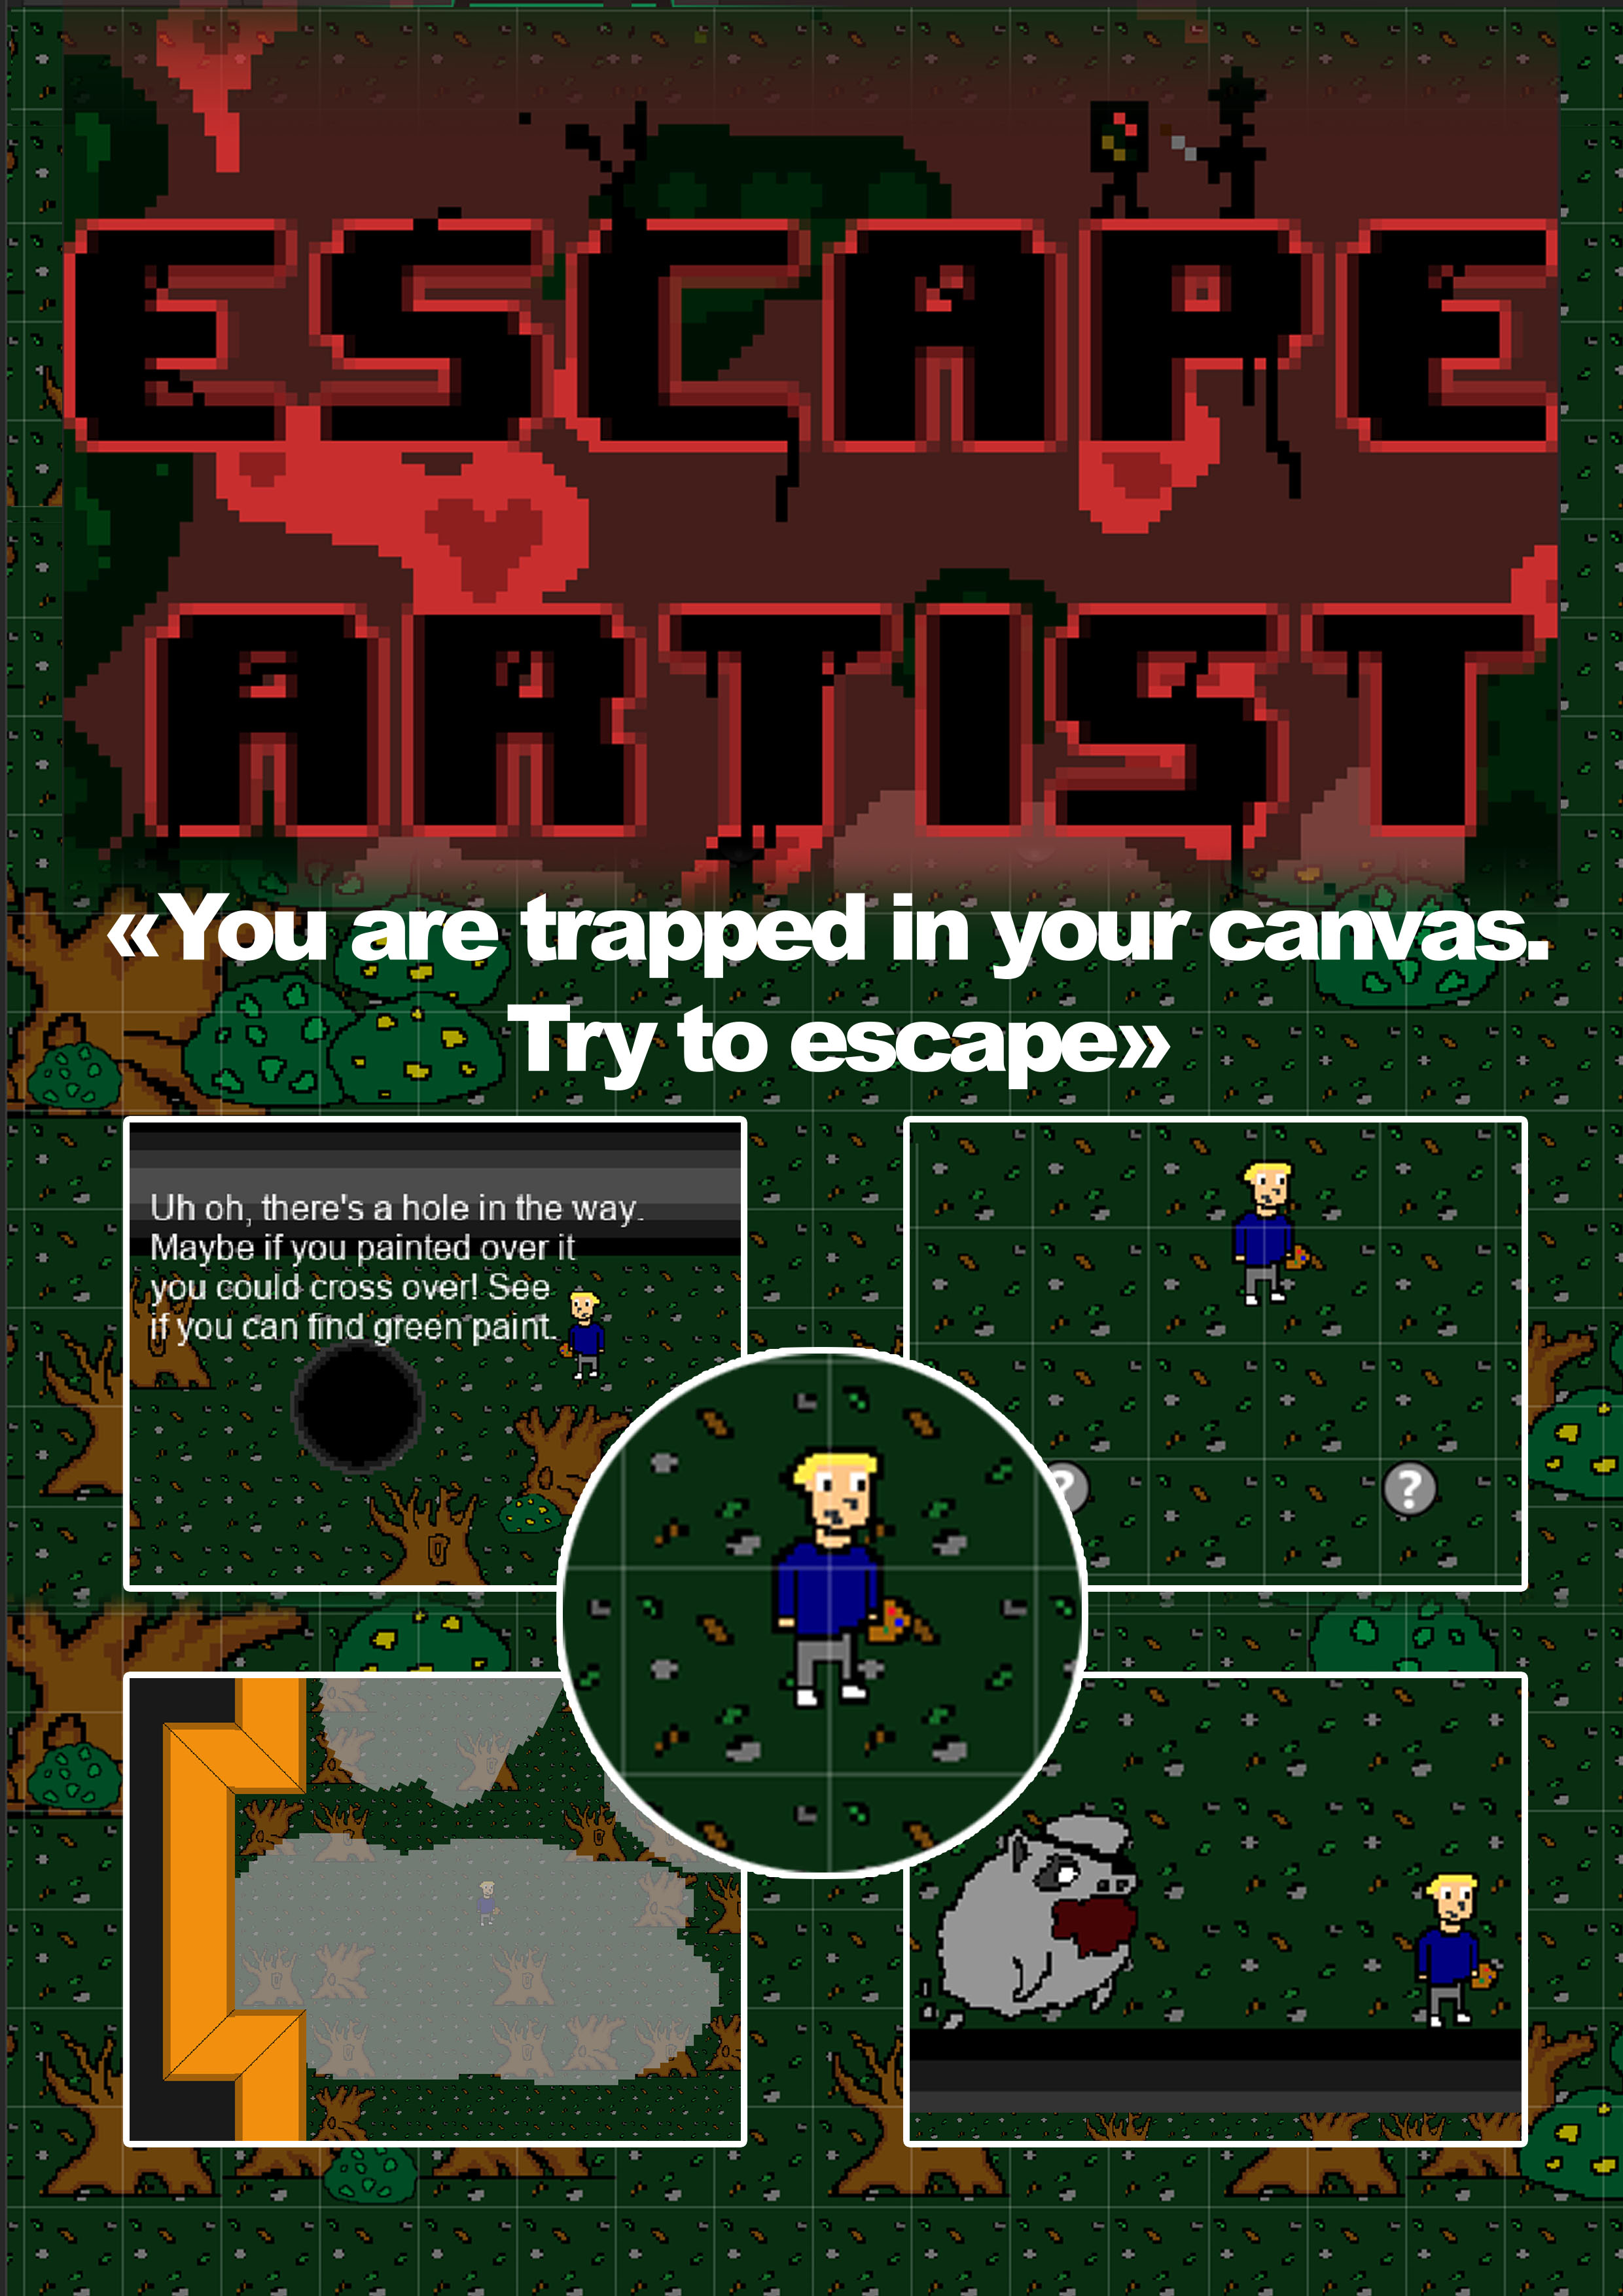 ESCAPE
ARTIST
«You are trapped in your canvas.
Try to escape»
Uh oh, there's a hole in the way.
Maybe if you painted over it
you could cross over! See
if you can find green paint.
?
?